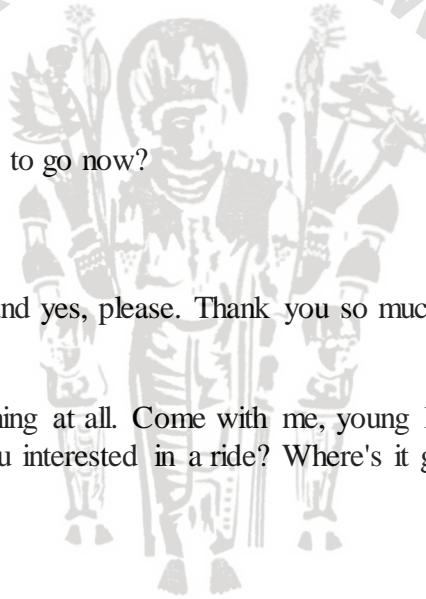 to go now?
nd yes, please. Thank you so muc
ning at all. Come with me, young
u interested in a ride? Where's it g